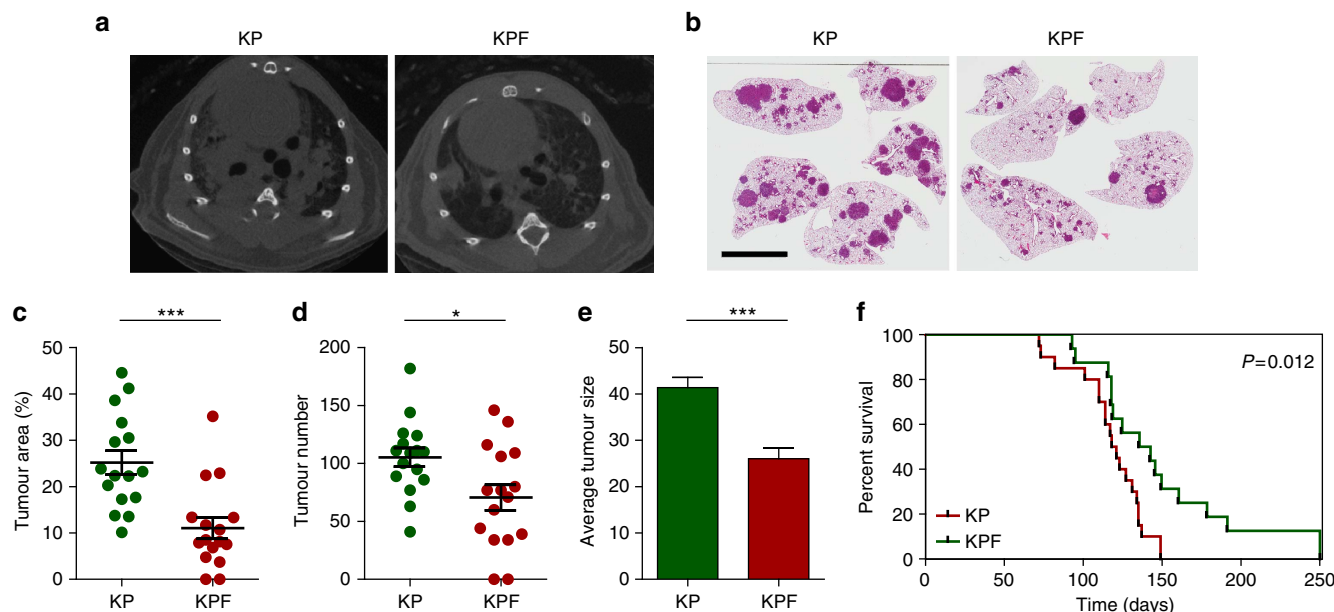 a
KP
KPF
b
KP
KPF
c
***
Tumour area (%)
50
40
30
20
10
0
KP
KPF
d
*
Tumour number
200
150
100
50
0
KP
KPF
e
***
Average tumour size
50
40
30
20
10
0
KP
KPF
f
P=0.012
Percent survival
100
80
60
40
20
0
KP
KPF
0
50
100
150
200
250
Time (days)